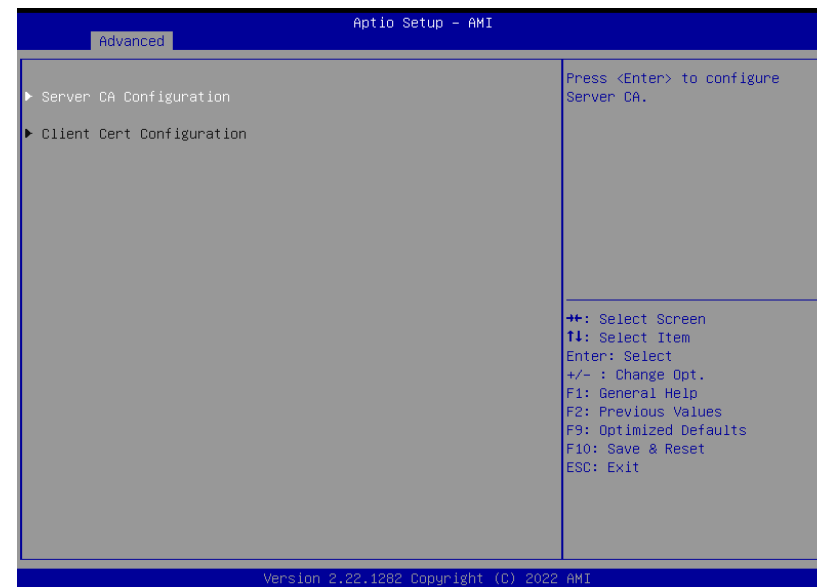 Aptio Setup – AMI
Advanced
▶ Server CA Configuration
▶ Client Cert Configuration
Press <Enter> to configure
Server CA.
→←: Select Screen
↑↓: Select Item
Enter: Select
+/- : Change Opt.
F1: General Help
F2: Previous Values
F9: Optimized Defaults
F10: Save & Reset
ESC: Exit
Version 2.22.1282 Copyright (C) 2022 AMI